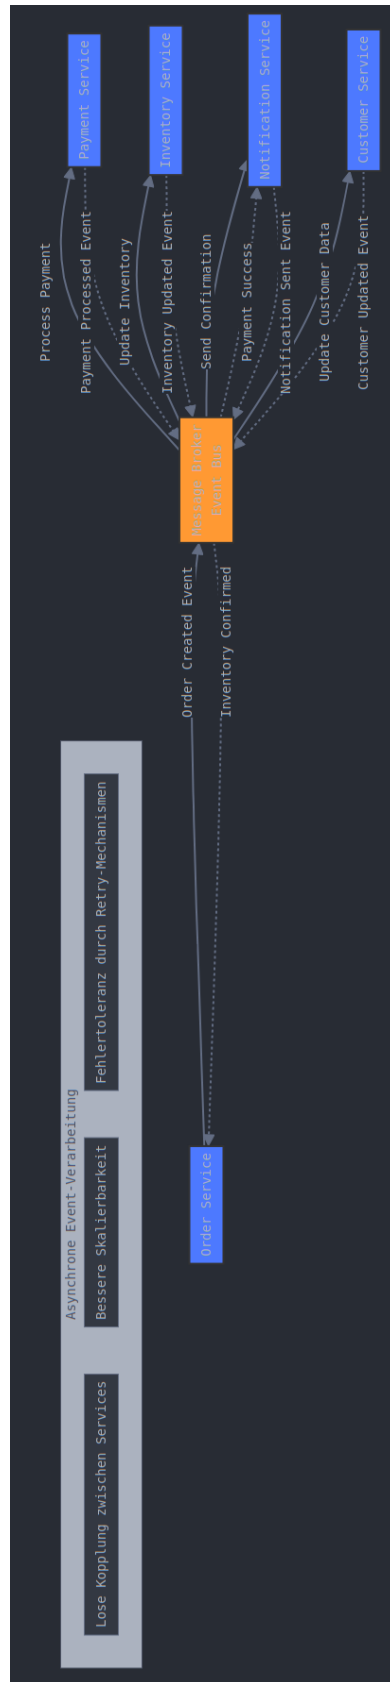 Asynchrone Event-Verarbeitung
Lose Kopplung zwischen Services
Bessere Skalierbarkeit
Fehlertoleranz durch Retry-Mechanismen
Order Service
Order Created Event
Inventory Confirmed
Message Broker
Event Bus
Process Payment
Payment Processed Event
Update Inventory
Inventory Updated Event
Send Confirmation
Payment Success
Notification Sent Event
Update Customer Data
Customer Updated Event
Payment Service
Inventory Service
Notification Service
Customer Service